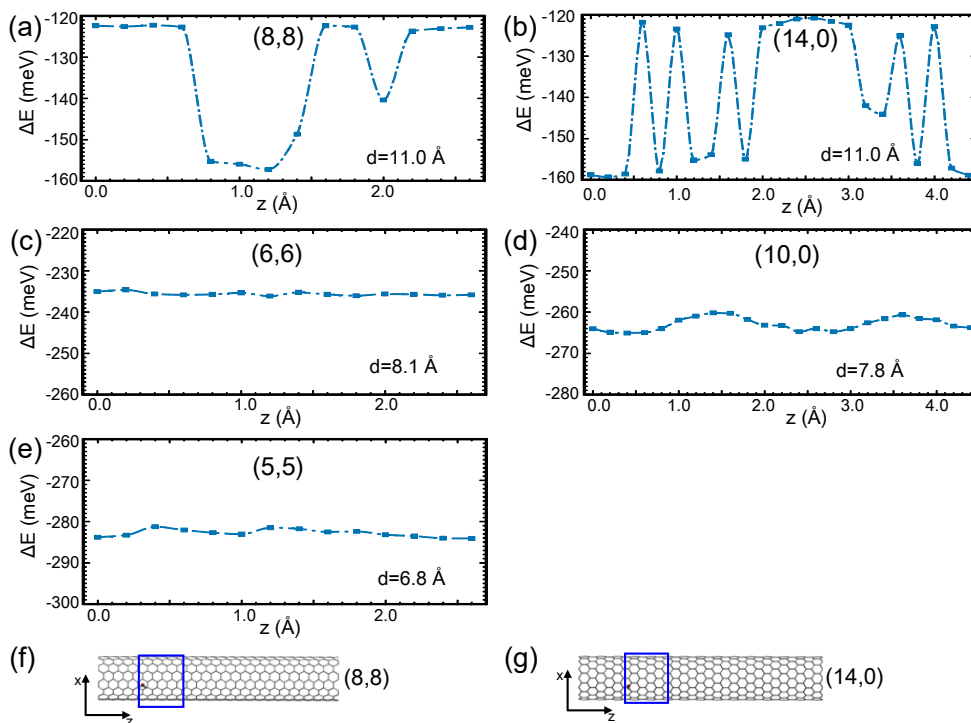 (a)
(8,8)
-120
-130
-140
-150
-160
ΔE (meV)
d=11.0 Å
0.0
1.0
2.0
z (Å)
(b)
(14,0)
-120
-130
-140
-150
-160
ΔE (meV)
d=11.0 Å
0.0
1.0
2.0
3.0
4.0
z (Å)
(c)
(6,6)
-220
-230
-240
-250
-260
ΔE (meV)
d=8.1 Å
0.0
1.0
2.0
z (Å)
(d)
(10,0)
-240
-250
-260
-270
-280
ΔE (meV)
d=7.8 Å
0.0
1.0
2.0
3.0
4.0
z (Å)
(e)
(5,5)
-260
-270
-280
-290
-300
ΔE (meV)
d=6.8 Å
0.0
1.0
2.0
z (Å)
(f)
x
z
(8,8)
(g)
x
z
(14,0)